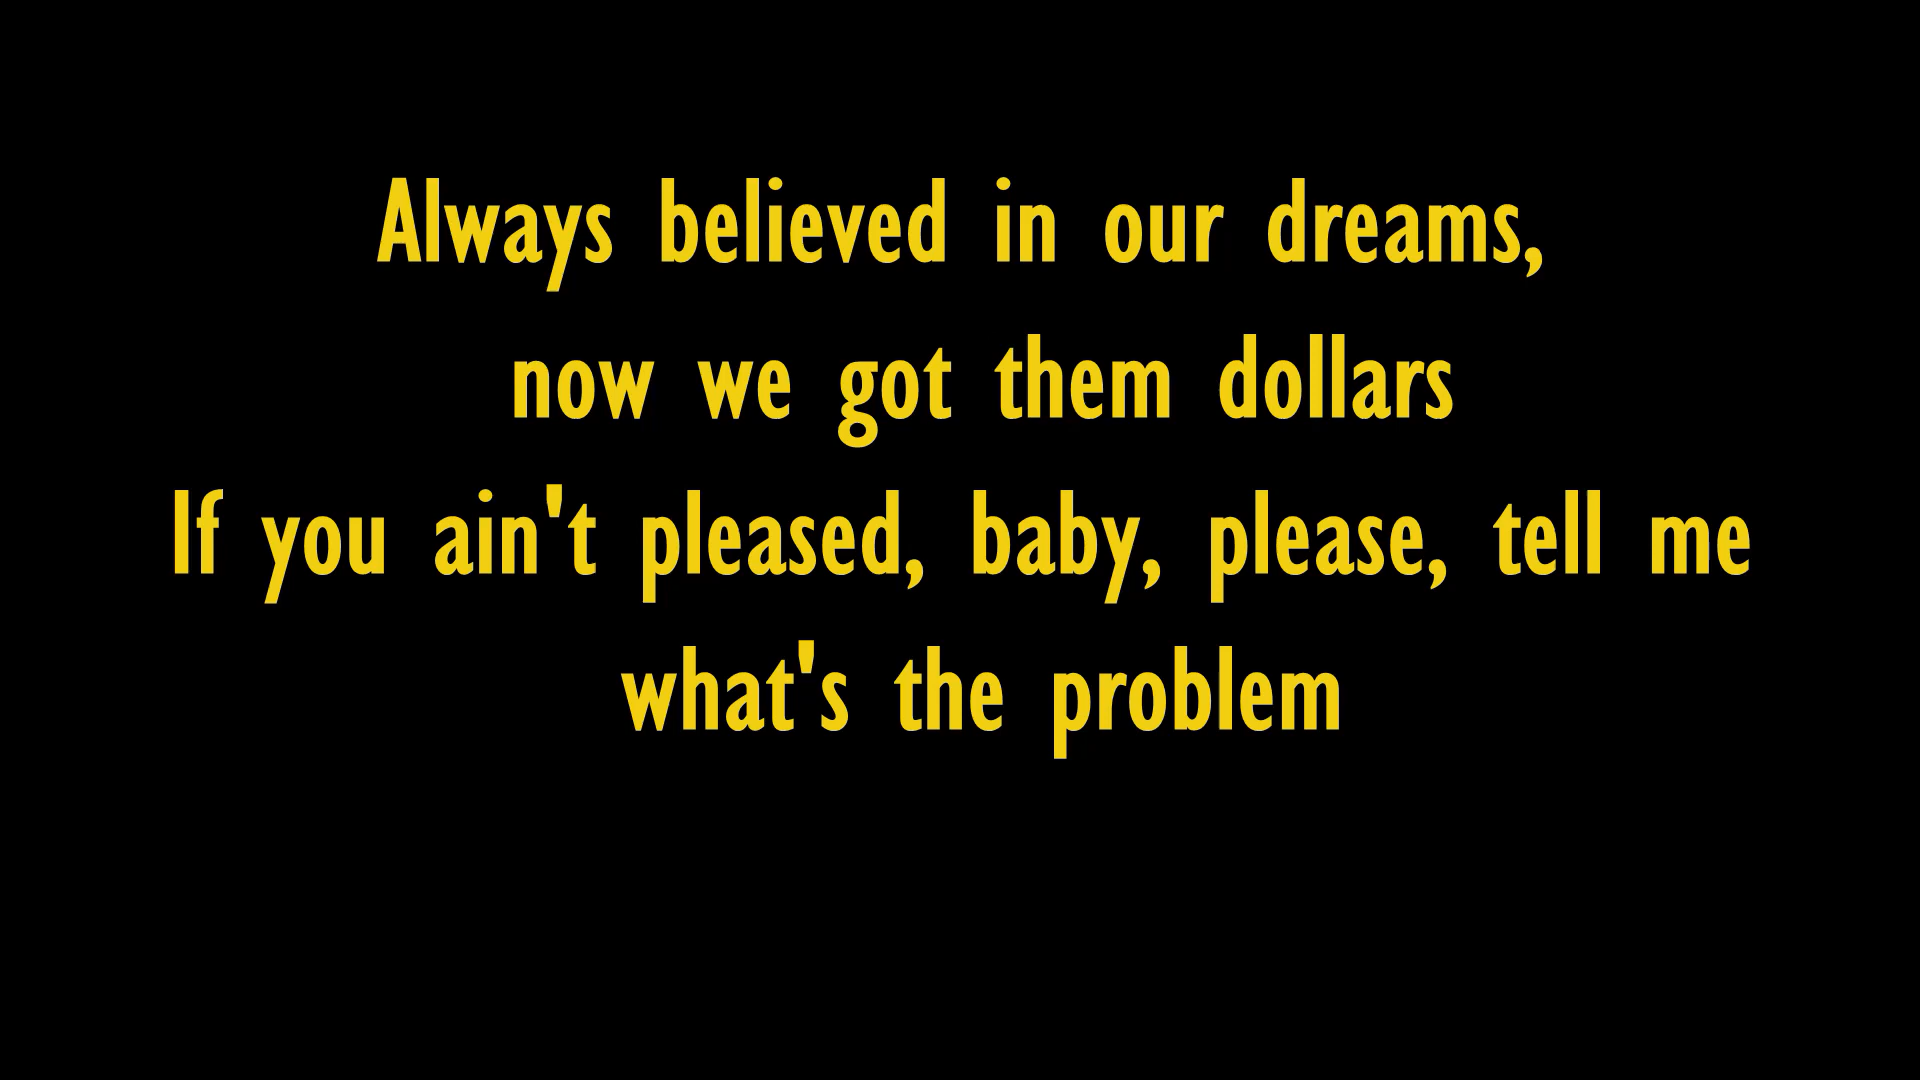 Always believed in our dreams,
now we got them dollars
If you ain't pleased, baby, please, tell me
what's the problem